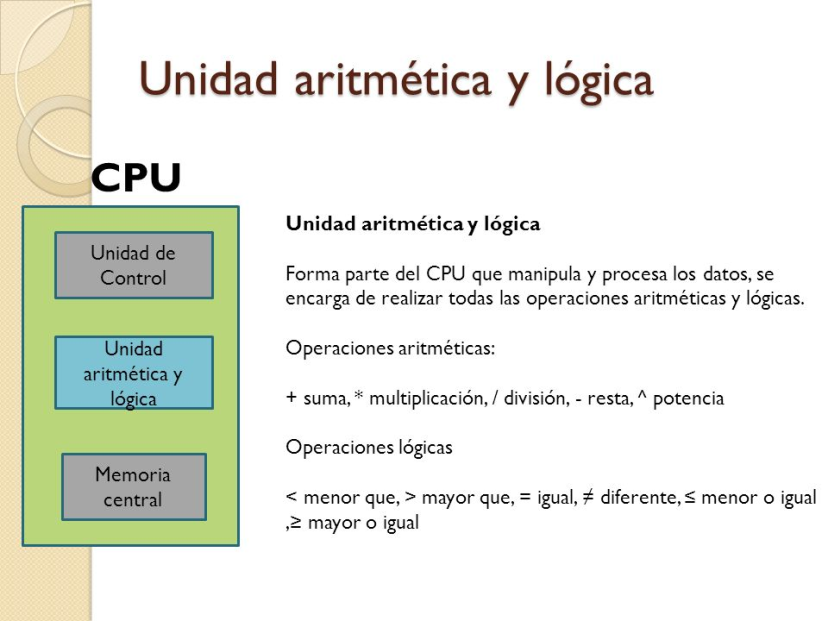 Unidad aritmética y lógica
CPU
Unidad de
Control
Unidad
aritmética y
lógica
Memoria
central
Unidad aritmética y lógica
Forma parte del CPU que manipula y procesa los datos, se
encarga de realizar todas las operaciones aritméticas y lógicas.
Operaciones aritméticas:
+ suma, * multiplicación, / división, - resta, ^ potencia
Operaciones lógicas
< menor que, > mayor que, = igual, ≠ diferente, ≤ menor o igual
,≥ mayor o igual